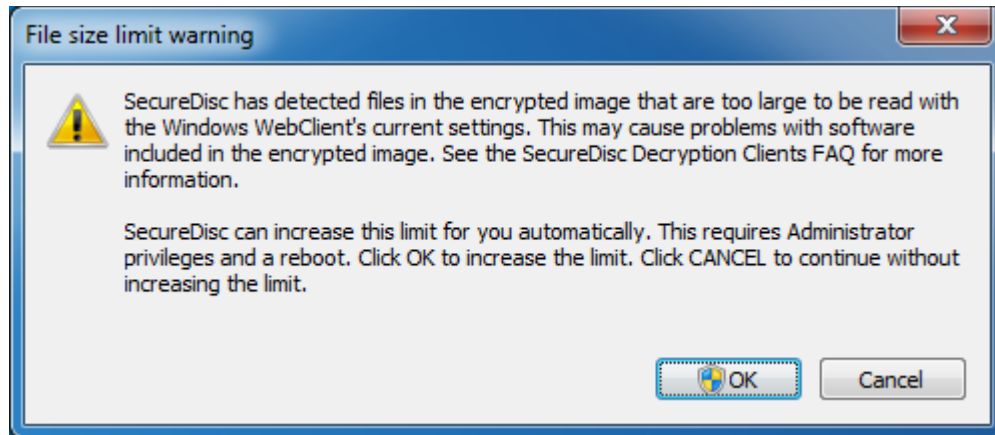 File size limit warning
SecureDisc has detected files in the encrypted image that are too large to be read with
the Windows WebClient's current settings. This may cause problems with software
included in the encrypted image. See the SecureDisc Decryption Clients FAQ for more
information.
SecureDisc can increase this limit for you automatically. This requires Administrator
privileges and a reboot. Click OK to increase the limit. Click CANCEL to continue without
increasing the limit.
OK
Cancel